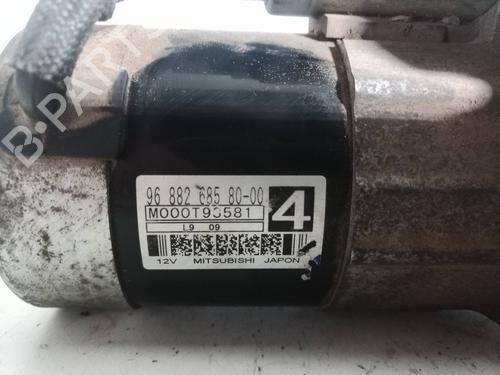 B-PARTS
96 882 685 80-00
M000T93581
4
L9 09
12V MITSUBISHI JAPON